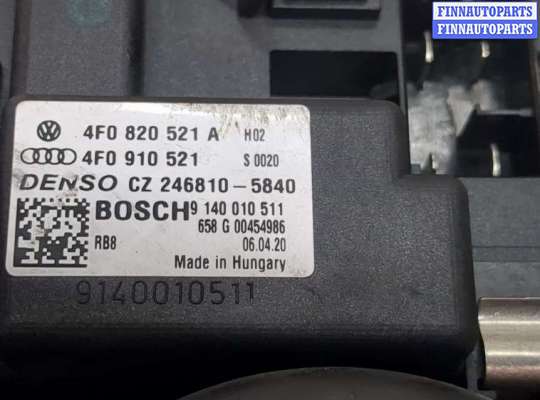 FINNAUTOPARTS
FINNAUTOPARTS
4F0 820 521 A H02
4F0 910 521 S 0020
DENSO CZ 246810-5840
BOSCH 9 140 010 511
658 G 00454986
RB8 06.04.20
Made in Hungary
9140010511